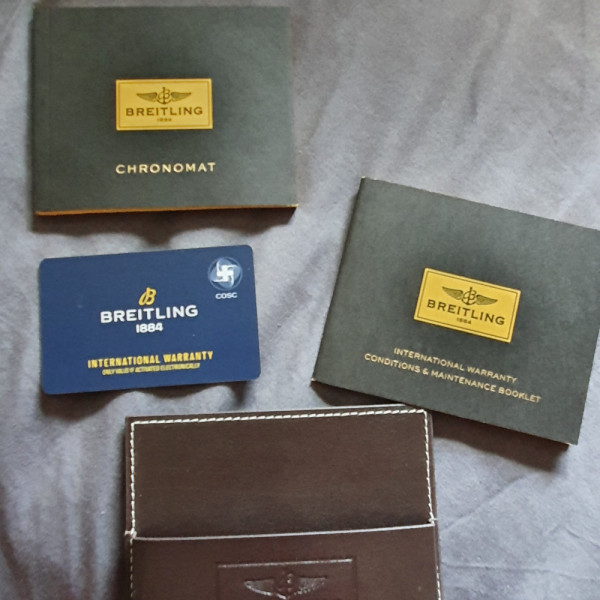 BREITLING
1884
CHRONOMAT
COSC
B
BREITLING
1884
INTERNATIONAL WARRANTY
ONLY VALID IF ACTIVATED ELECTRONICALLY
BREITLING
1884
INTERNATIONAL WARRANTY
CONDITIONS & MAINTENANCE BOOKLET